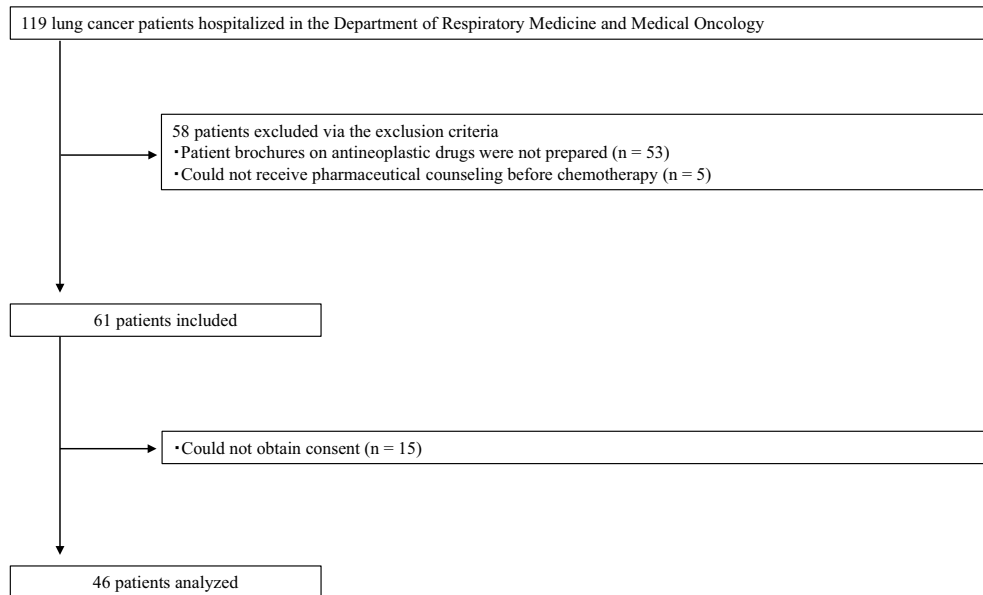 119 lung cancer patients hospitalized in the Department of Respiratory Medicine and Medical Oncology
58 patients excluded via the exclusion criteria
・Patient brochures on antineoplastic drugs were not prepared (n = 53)
・Could not receive pharmaceutical counseling before chemotherapy (n = 5)
61 patients included
・Could not obtain consent (n = 15)
46 patients analyzed